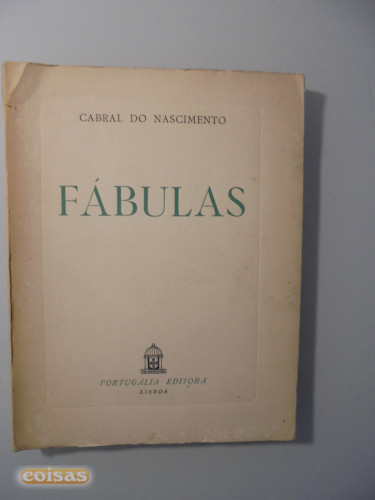 CABRAL DO NASCIMENTO
FÁBULAS
PORTUGÁLIA EDITORA
LISBOA
coisas